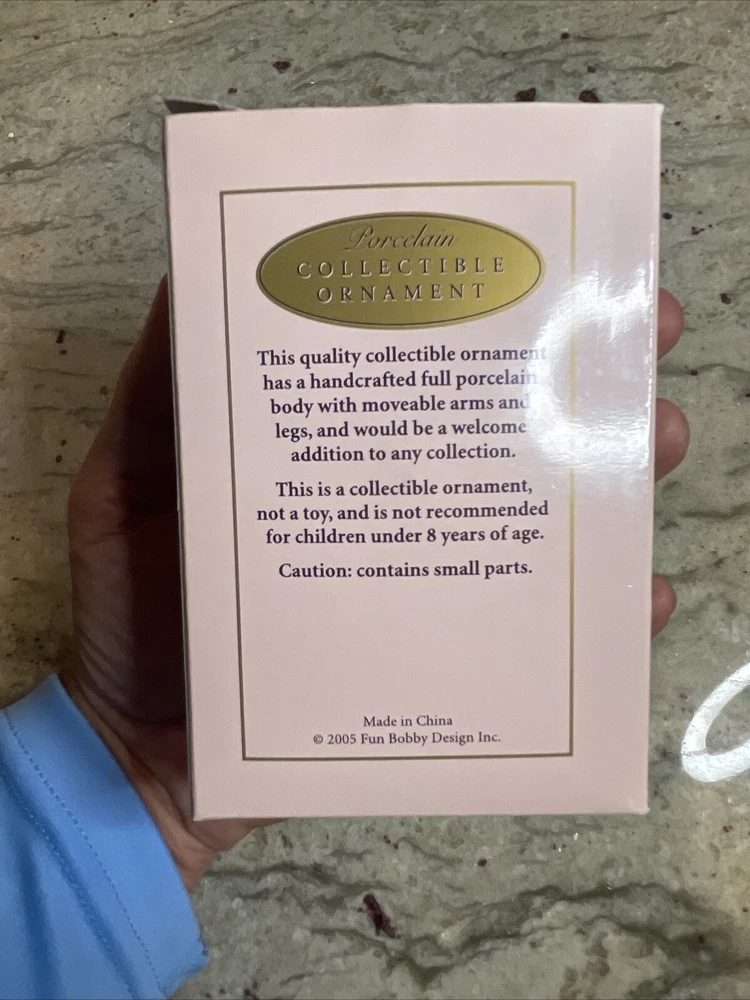 Porcelain
COLLECTIBLE
ORNAMENT
This quality collectible ornament
has a handcrafted full porcelain
body with moveable arms and
legs, and would be a welcome
addition to any collection.
This is a collectible ornament,
not a toy, and is not recommended
for children under 8 years of age.
Caution: contains small parts.
Made in China
© 2005 Fun Bobby Design Inc.